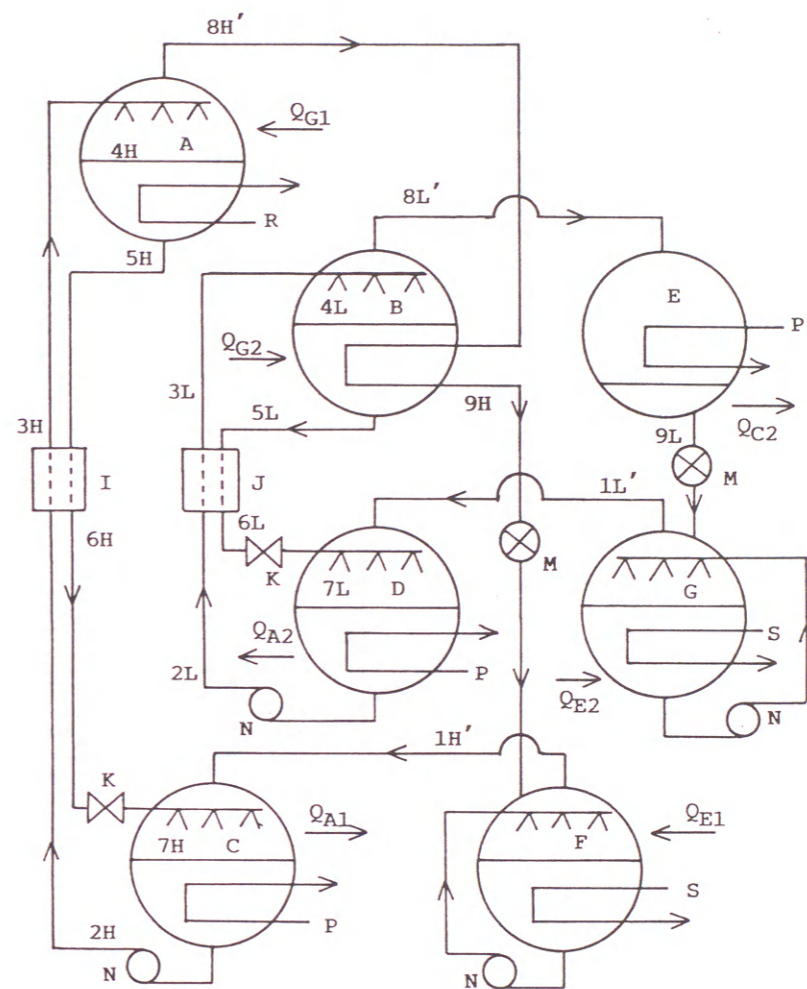 8H′
Q_G1
4H
A
R
5H
8L′
E
P
4L
B
Q_G2
3L
9H
5L
9L
Q_C2
3H
I
J
M
1L′
6H
6L
K
M
7L
D
G
Q_A2
S
2L
P
Q_E2
N
N
1H′
K
Q_A1
Q_E1
7H
C
F
S
P
2H
N
N